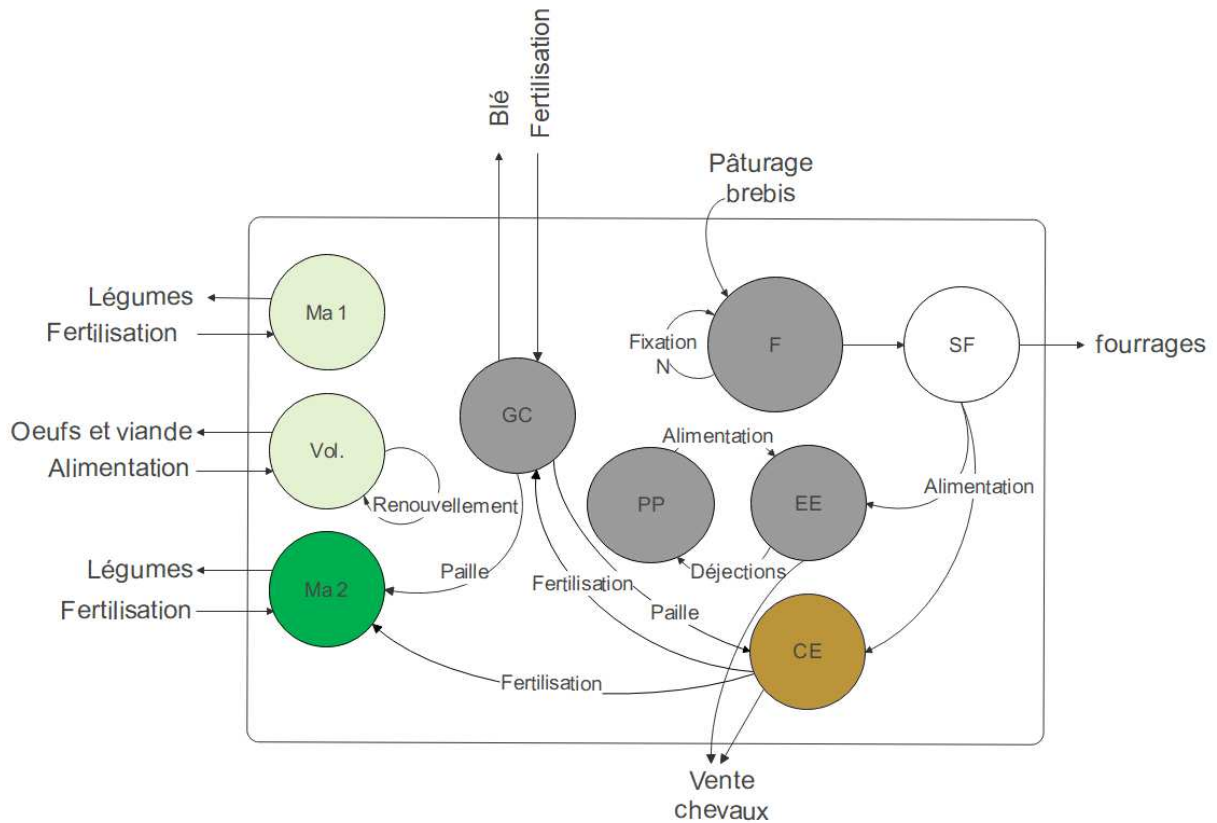 Blé
Fertilisation
Pâturage
brebis
Légumes
Fertilisation
Ma 1
Fixation
N
F
SF
fourrages
GC
Oeufs et viande
Alimentation
Vol.
Renouvellement
Alimentation
PP
EE
Alimentation
Légumes
Fertilisation
Ma 2
Paille
Fertilisation
Déjections
Paille
CE
Fertilisation
Vente
chevaux